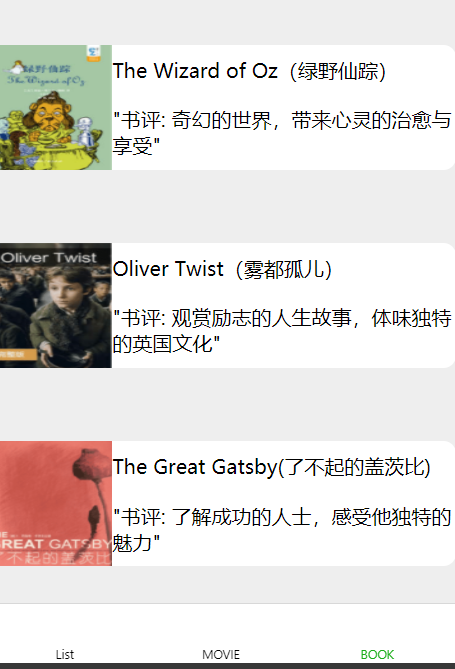 绿野仙踪
The Wizard of Oz
The Wizard of Oz（绿野仙踪）
"书评: 奇幻的世界，带来心灵的治愈与
享受"
Oliver Twist
Oliver Twist（雾都孤儿）
"书评: 观赏励志的人生故事，体味独特
的英国文化"
GREAT GATSBY
了不起的盖茨比
The Great Gatsby(了不起的盖茨比)
"书评: 了解成功的人士，感受他独特的
魅力"
List
MOVIE
BOOK